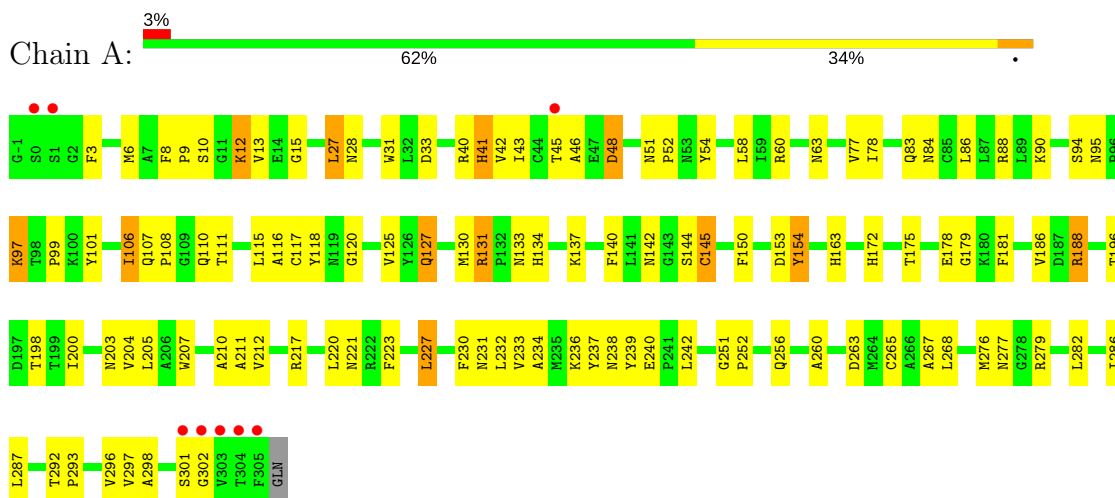 3%
Chain A:
62% 34% •
G-1 S0 S1 G2 F3 M6 A7 F8 P9 S10 G11 K12 V13 E14 G15 L27 N28 W31 L32 D33 R40 H41 V42 I43 C44 T45 A46 E47 D48 N51 P52 N53 Y54 L58 I59 R60 N63 V77 I78 Q83 N84 C85 L86 L87 R88 L89 K90 S94 N95 R96
K97 T98 P99 K100 Y101 I106 Q107 P108 G109 Q110 T111 L115 A116 C117 Y118 N119 G120 V125 Y126 Q127 M130 R131 P132 N133 H134 K137 F140 L141 N142 G143 S144 C145 F150 D153 Y154 H163 H172 T175 E178 G179 K180 F181 V186 D187 R188 T196
D197 T198 T199 I200 N203 V204 L205 A206 W207 A210 A211 V212 R217 L220 N221 R222 F223 L227 F230 N231 L232 V233 A234 M235 K236 Y237 N238 Y239 E240 P241 L242 G251 P252 Q256 A260 D263 M264 C265 A266 A267 L268 M276 N277 G278 R279 L282 L286
L287 T292 P293 V296 V297 A298 S301 G302 V303 T304 F305 GLN